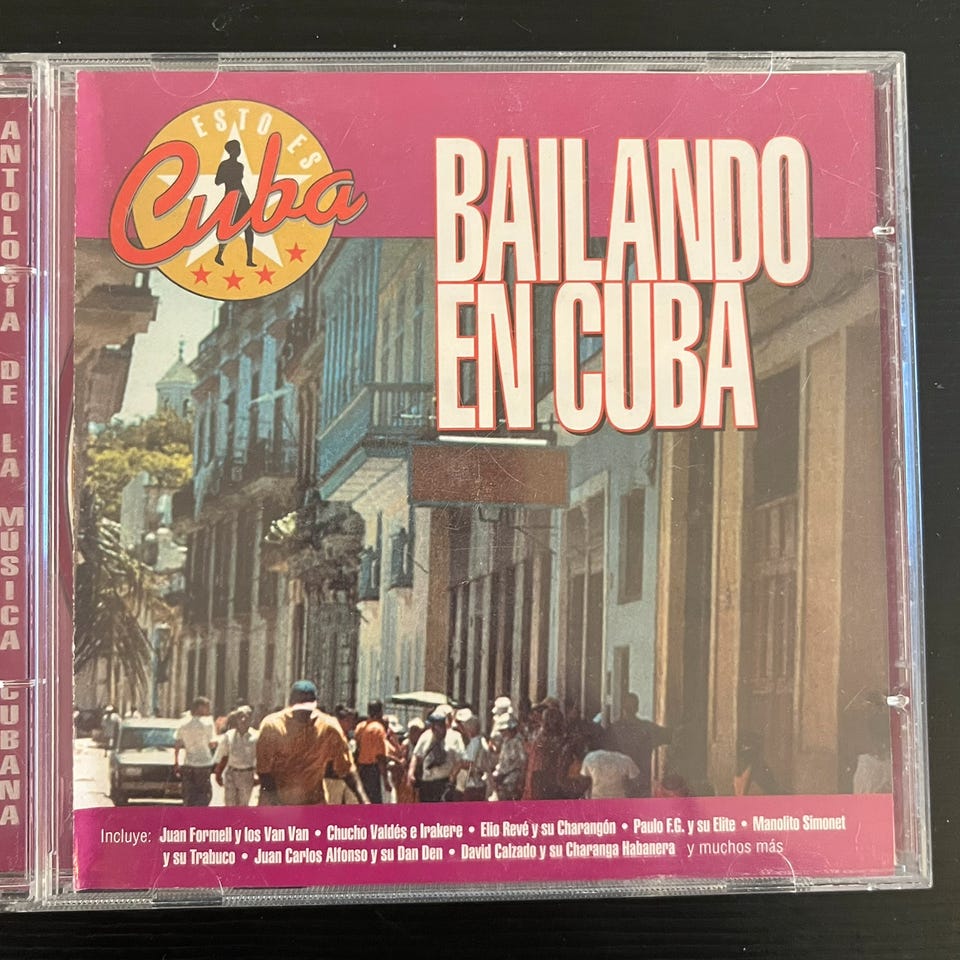 ANTOLOGÍA DE LA MÚSICA CUBANA
ESTO ES
Cuba
BAILANDO
EN CUBA
Incluye: Juan Formell y los Van Van • Chucho Valdés e Irakere • Elio Revé y su Charangón • Paulo F.G. y su Elite • Manolito Simonet
y su Trabuco • Juan Carlos Alfonso y su Dan Den • David Calzado y su Charanga Habanera y muchos más